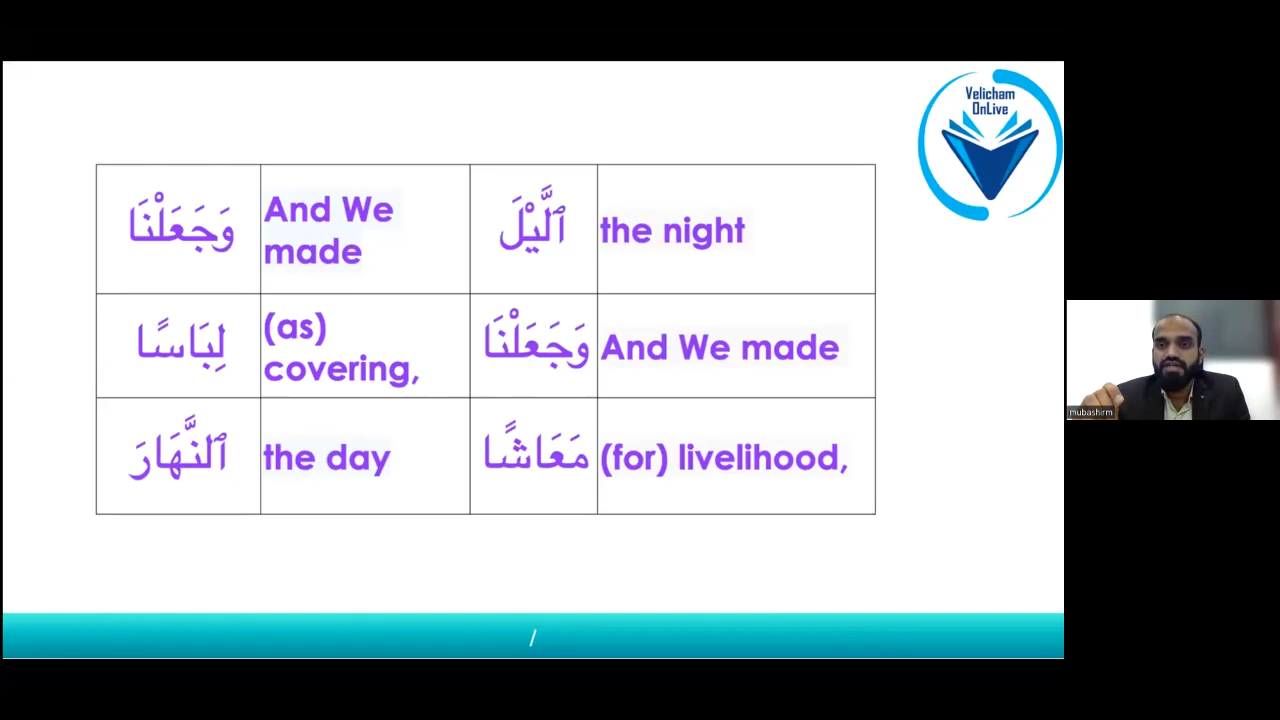 Velicham
OnLive
وَجَعَلْنَا
And We
made
ٱلَّيْلَ
the night
لِبَاسًا
(as)
covering,
وَجَعَلْنَا
And We made
ٱلنَّهَارَ
the day
مَعَاشًا
(for) livelihood,
/
mubashirm